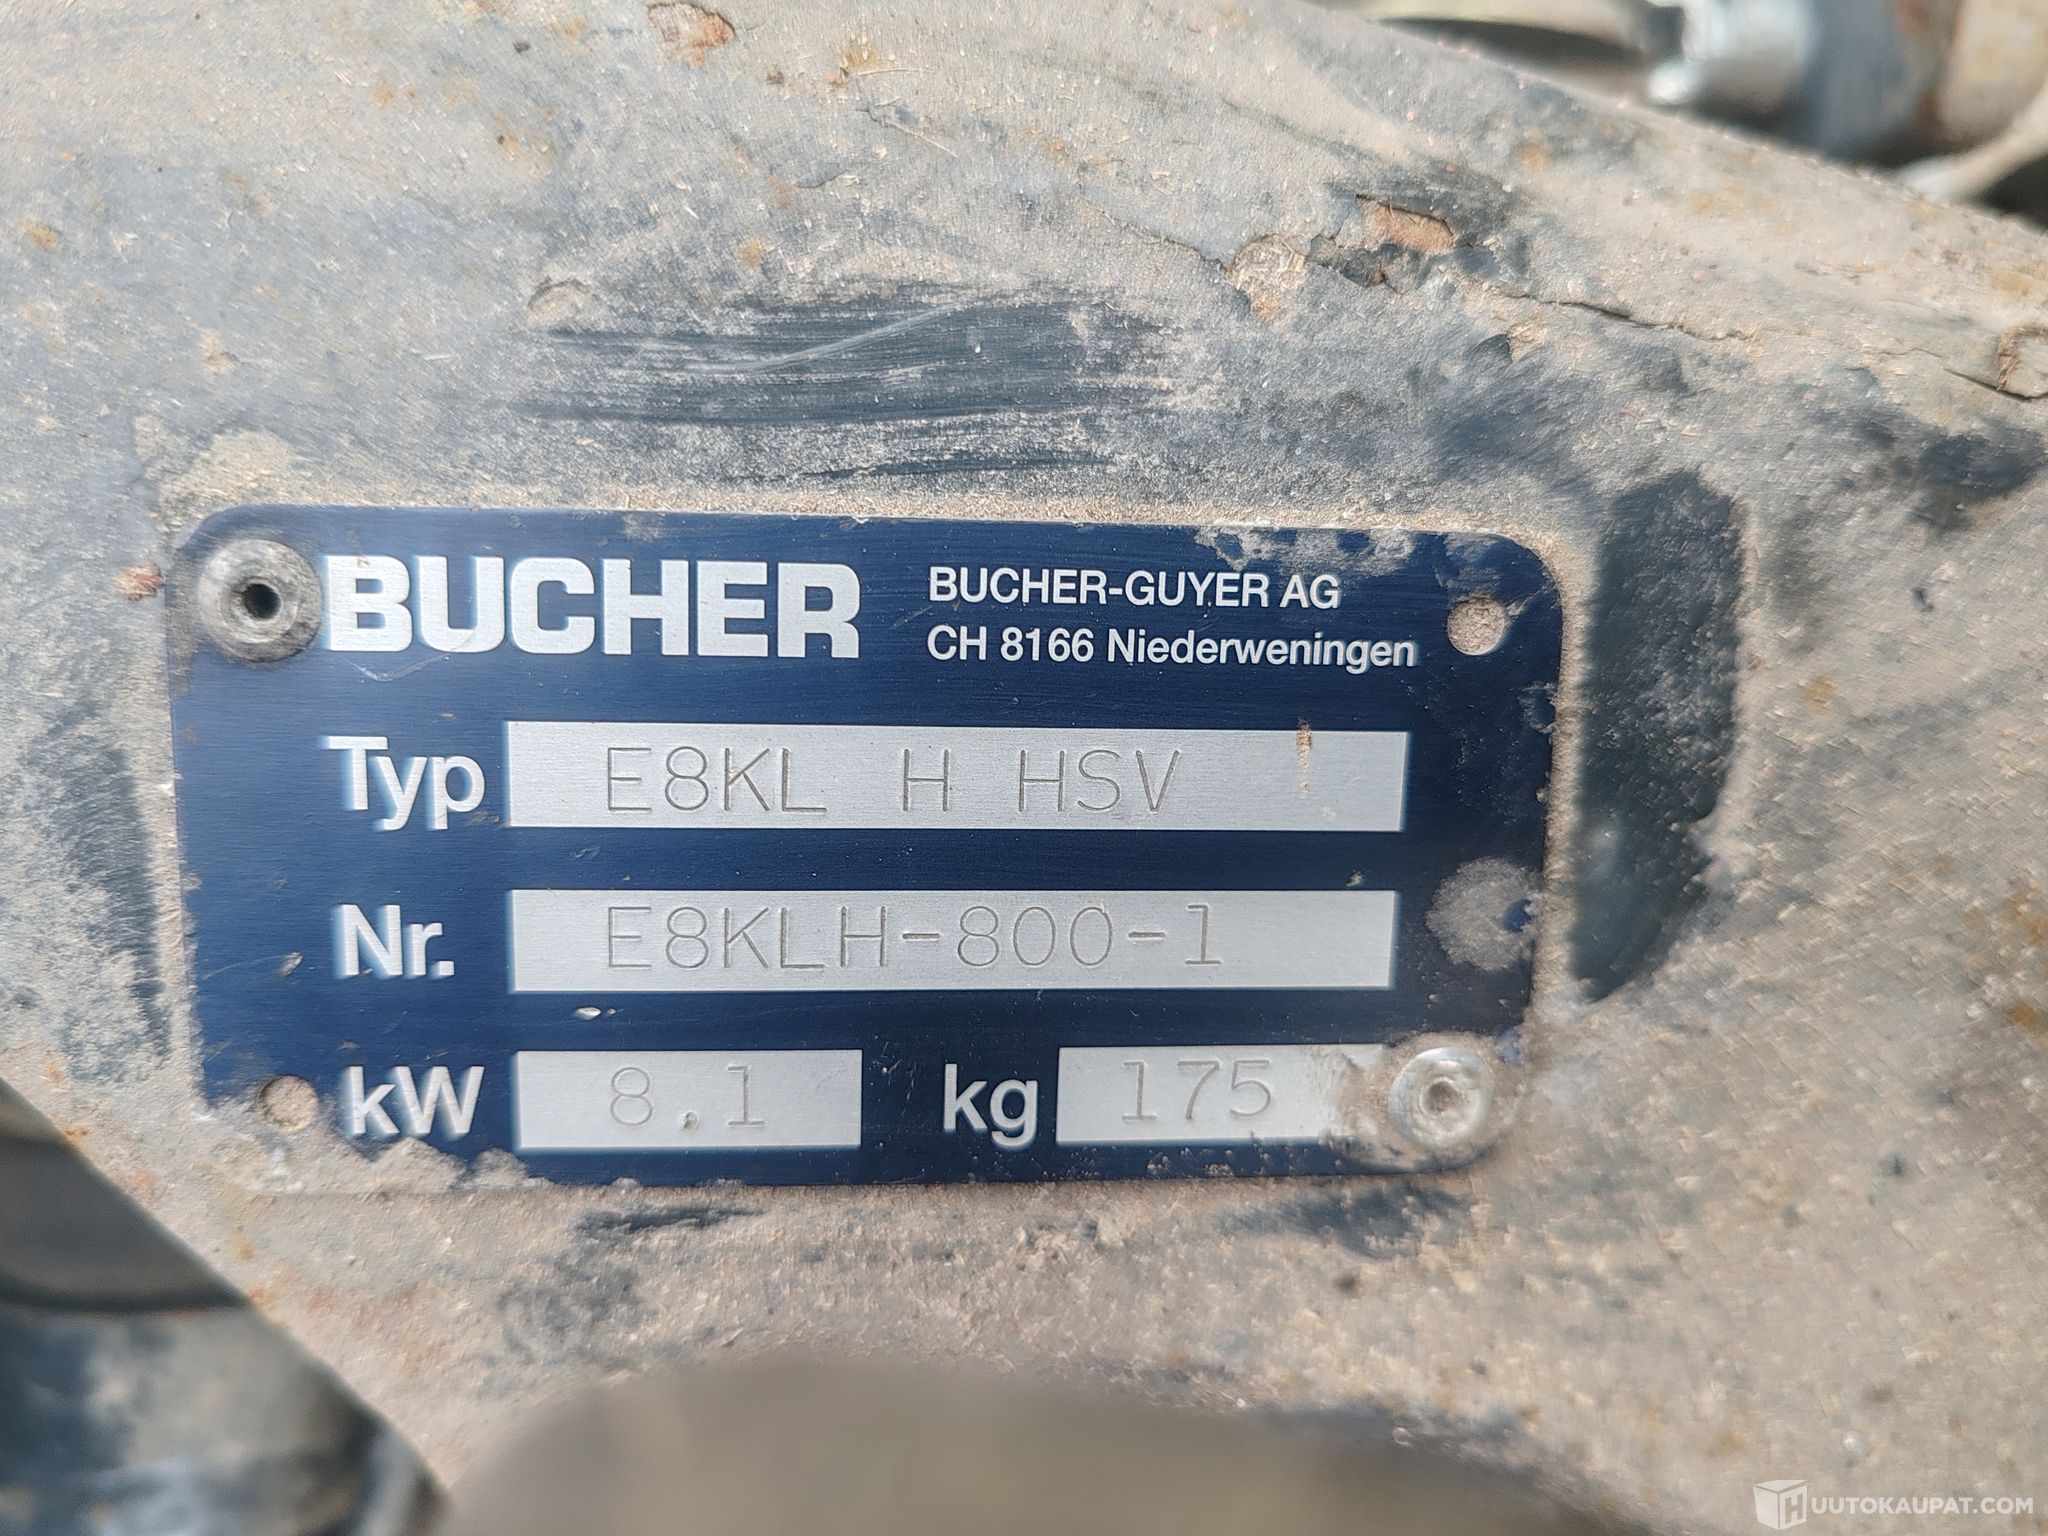 BUCHER
BUCHER-GUYER AG
CH 8166 Niederweningen
Typ E8KL H HSV
Nr. E8KLH-800-1
kW 8.1 kg 175
HUUTOKAUPAT.COM